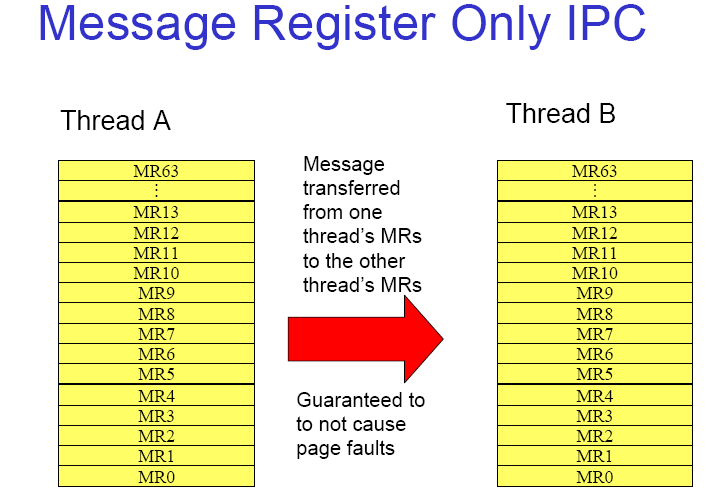 Message Register Only IPC
Thread A
MR63
⋮
MR13
MR12
MR11
MR10
MR9
MR8
MR7
MR6
MR5
MR4
MR3
MR2
MR1
MR0
Message
transferred
from one
thread's MRs
to the other
thread's MRs
Guaranteed to
to not cause
page faults
Thread B
MR63
⋮
MR13
MR12
MR11
MR10
MR9
MR8
MR7
MR6
MR5
MR4
MR3
MR2
MR1
MR0